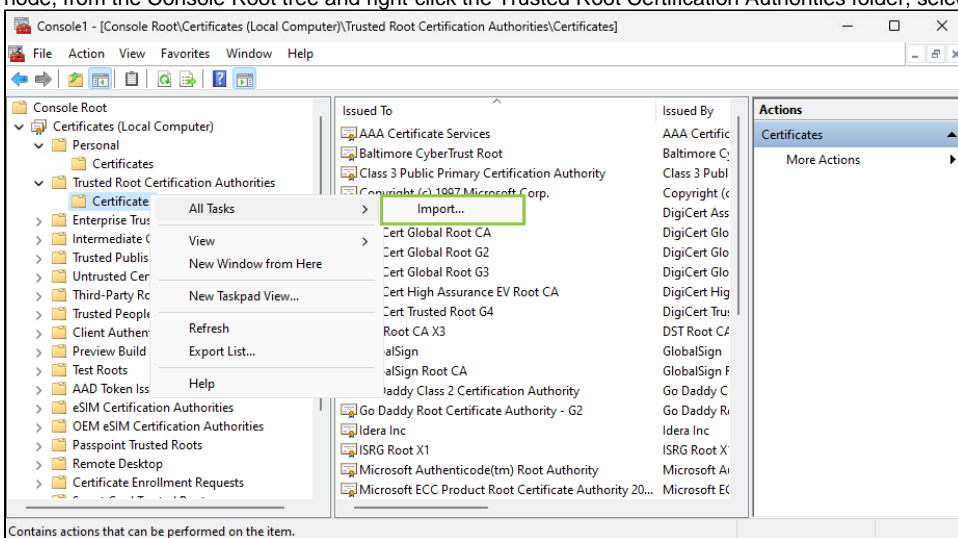 node, from the Console Root tree and right-click the Trusted Root Certification Authorities folder, selec
Console1 - [Console Root\Certificates (Local Computer)\Trusted Root Certification Authorities\Certificates]
File Action View Favorites Window Help
Console Root
Certificates (Local Computer)
Personal
Certificates
Trusted Root Certification Authorities
Certificate
Enterprise Trus
Intermediate C
Trusted Publis
Untrusted Cer
Third-Party Ro
Trusted People
Client Authen
Preview Build
Test Roots
AAD Token Iss
eSIM Certification Authorities
OEM eSIM Certification Authorities
Passpoint Trusted Roots
Remote Desktop
Certificate Enrollment Requests
All Tasks
View
New Window from Here
New Taskpad View...
Refresh
Export List...
Help
Import...
Issued To Issued By
AAA Certificate Services AAA Certific
Baltimore CyberTrust Root Baltimore Cy
Class 3 Public Primary Certification Authority Class 3 Publ
Copyright (c) 1997 Microsoft Corp. Copyright (c
DigiCert Ass
Cert Global Root CA DigiCert Glo
Cert Global Root G2 DigiCert Glo
Cert Global Root G3 DigiCert Glo
Cert High Assurance EV Root CA DigiCert Hig
Cert Trusted Root G4 DigiCert Trus
Root CA X3 DST Root CA
alSign GlobalSign
alSign Root CA GlobalSign R
Daddy Class 2 Certification Authority Go Daddy C
Go Daddy Root Certificate Authority - G2 Go Daddy Ro
Idera Inc Idera Inc
ISRG Root X1 ISRG Root X
Microsoft Authenticode(tm) Root Authority Microsoft Au
Microsoft ECC Product Root Certificate Authority 20... Microsoft EC
Actions
Certificates
More Actions
Contains actions that can be performed on the item.